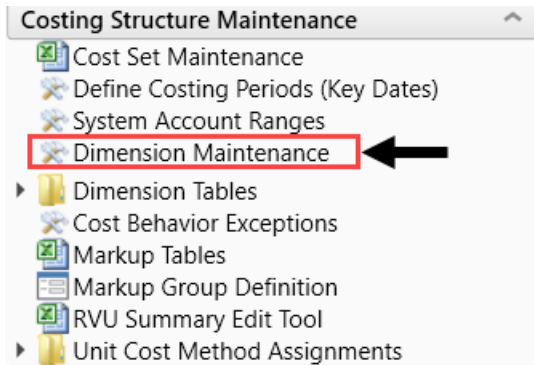 Costing Structure Maintenance
Cost Set Maintenance
Define Costing Periods (Key Dates)
System Account Ranges
Dimension Maintenance
Dimension Tables
Cost Behavior Exceptions
Markup Tables
Markup Group Definition
RVU Summary Edit Tool
Unit Cost Method Assignments